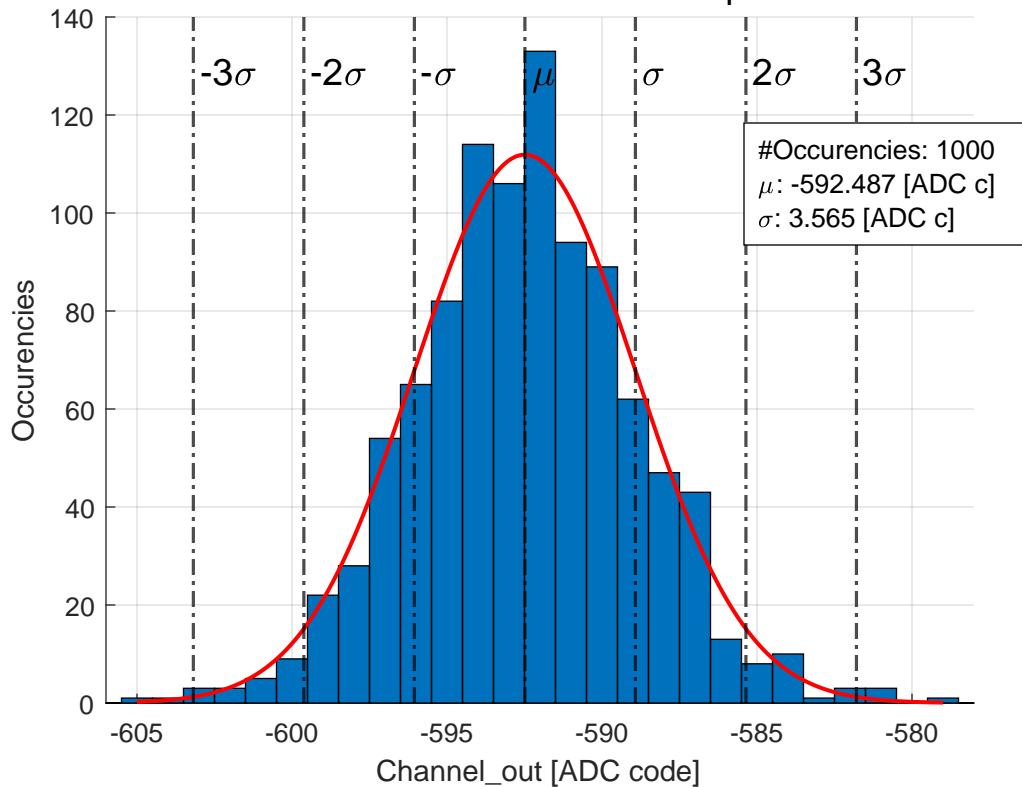 140
120
100
80
60
40
20
0
-3σ
-2σ
-σ
μ
σ
2σ
3σ
#Occurencies: 1000
μ: -592.487 [ADC c]
σ: 3.565 [ADC c]
Occurencies
-605
-600
-595
-590
-585
-580
Channel_out [ADC code]